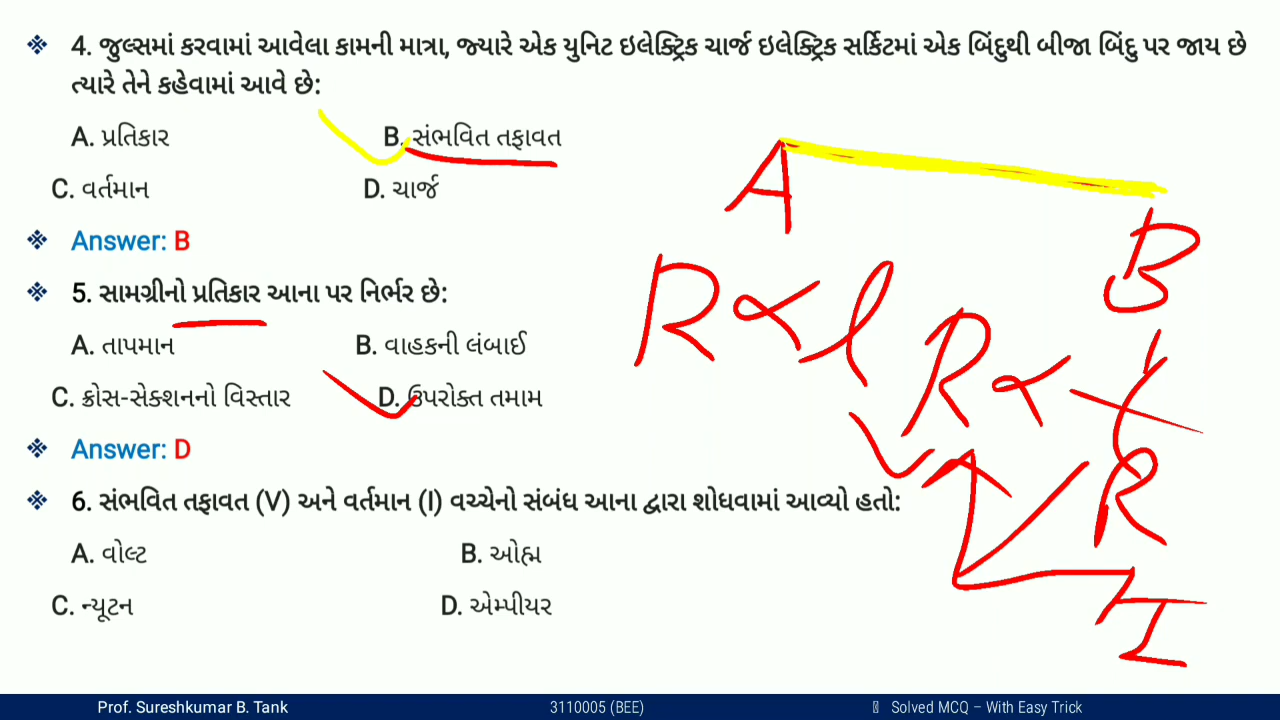 ❖ 4. જુલ્સમાં કરવામાં આવેલા કામની માત્રા, જ્યારે એક યુનિટ ઇલેક્ટ્રિક ચાર્જ ઇલેક્ટ્રિક સર્કિટમાં એક બિંદુથી બીજા બિંદુ પર જાય છે
ત્યારે તેને કહેવામાં આવે છે:
A. પ્રતિકાર B. સંભવિત તફાવત
C. વર્તમાન D. ચાર્જ
❖ Answer: B
❖ 5. સામગ્રીનો પ્રતિકાર આના પર નિર્ભર છે:
A. તાપમાન B. વાહકની લંબાઈ
C. ક્રોસ-સેક્શનનો વિસ્તાર D. ઉપરોક્ત તમામ
❖ Answer: D
❖ 6. સંભવિત તફાવત (V) અને વર્તમાન (I) વચ્ચેનો સંબંધ આના દ્વારા શોધવામાં આવ્યો હતો:
A. વોલ્ટ B. ઓહ્મ
C. ન્યૂટન D. એમ્પીયર
A
B
R ∝ l
R ∝
R
I
Prof. Sureshkumar B. Tank 3110005 (BEE) Solved MCQ – With Easy Trick